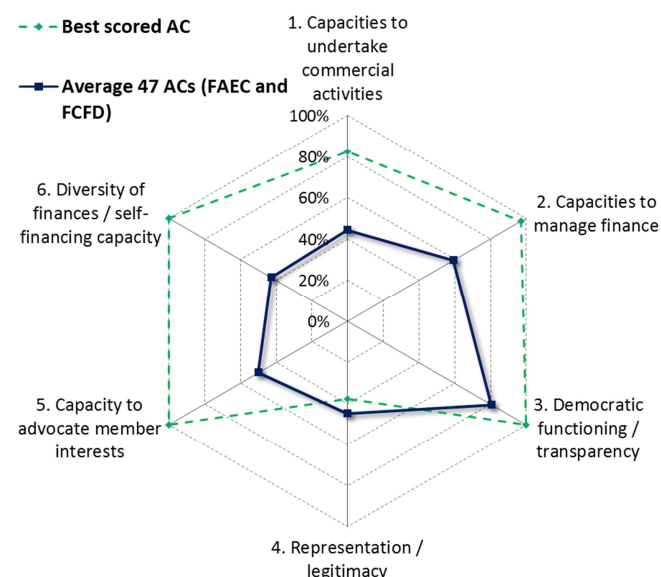 Best scored AC
Average 47 ACs (FAEC and
FCFD)
1. Capacities to
undertake
commercial
activities
100%
80%
60%
40%
20%
0%
2. Capacities to
manage finance
3. Democratic
functioning /
transparency
4. Representation /
legitimacy
5. Capacity to
advocate member
interests
6. Diversity of
finances / self-
financing capacity